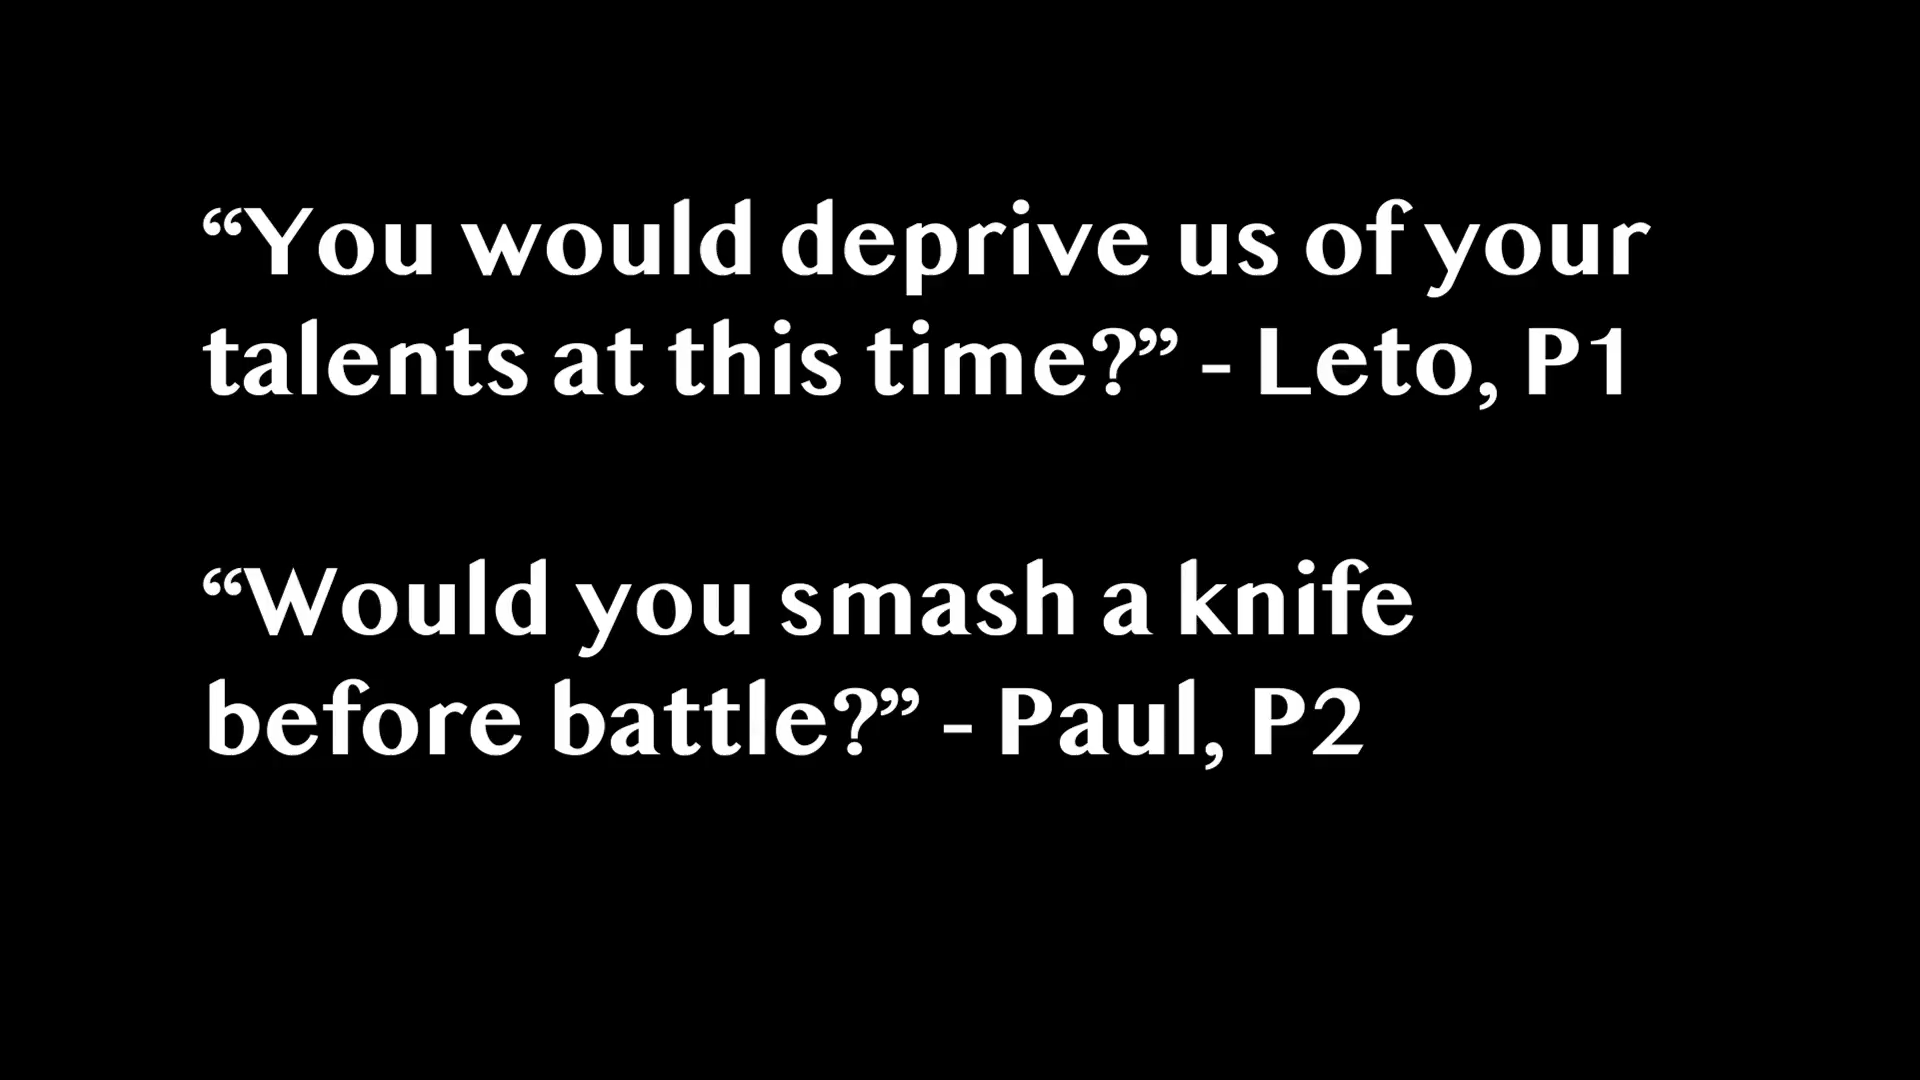 “You would deprive us of your
talents at this time?” - Leto, P1
“Would you smash a knife
before battle?” - Paul, P2